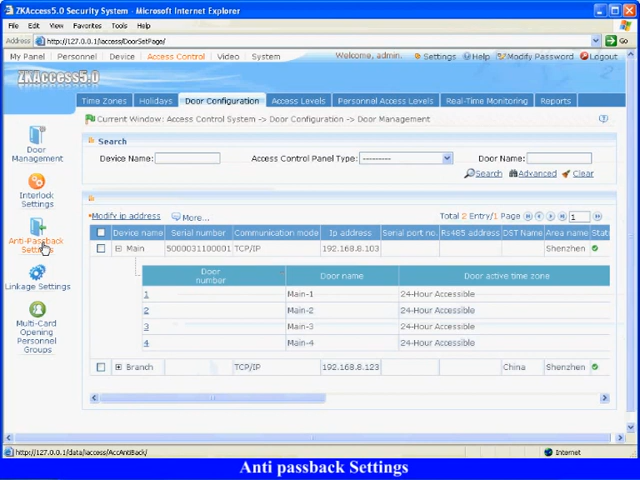 ZKAccess5.0 Security System - Microsoft Internet Explorer
File Edit View Favorites Tools Help
Address http://127.0.0.1/iaccess/DoorSetPage/ Go
My Panel Personnel Device Access Control Video System Welcome, admin. Settings Help Modify Password Logout
ZKAccess5.0
Time Zones Holidays Door Configuration Access Levels Personnel Access Levels Real-Time Monitoring Reports
Current Window: Access Control System -> Door Configuration -> Door Management
Door Management
Interlock Settings
Anti-Passback Settings
Linkage Settings
Multi-Card Opening Personnel Groups
Search
Device Name: Access Control Panel Type: --------- Door Name:
Search Advanced Clear
Modify ip address More... Total 2 Entry/1 Page 1
Device name Serial number Communication mode Ip address Serial port no. Rs485 address DST Name Area name Stat
Main 5000031100001 TCP/IP 192.168.8.103 Shenzhen
Door number Door name Door active time zone
1 Main-1 24-Hour Accessible
2 Main-2 24-Hour Accessible
3 Main-3 24-Hour Accessible
4 Main-4 24-Hour Accessible
Branch TCP/IP 192.168.8.123 China Shenzhen
http://127.0.0.1/data/iaccess/AccAntiBack/ Internet
Anti passback Settings